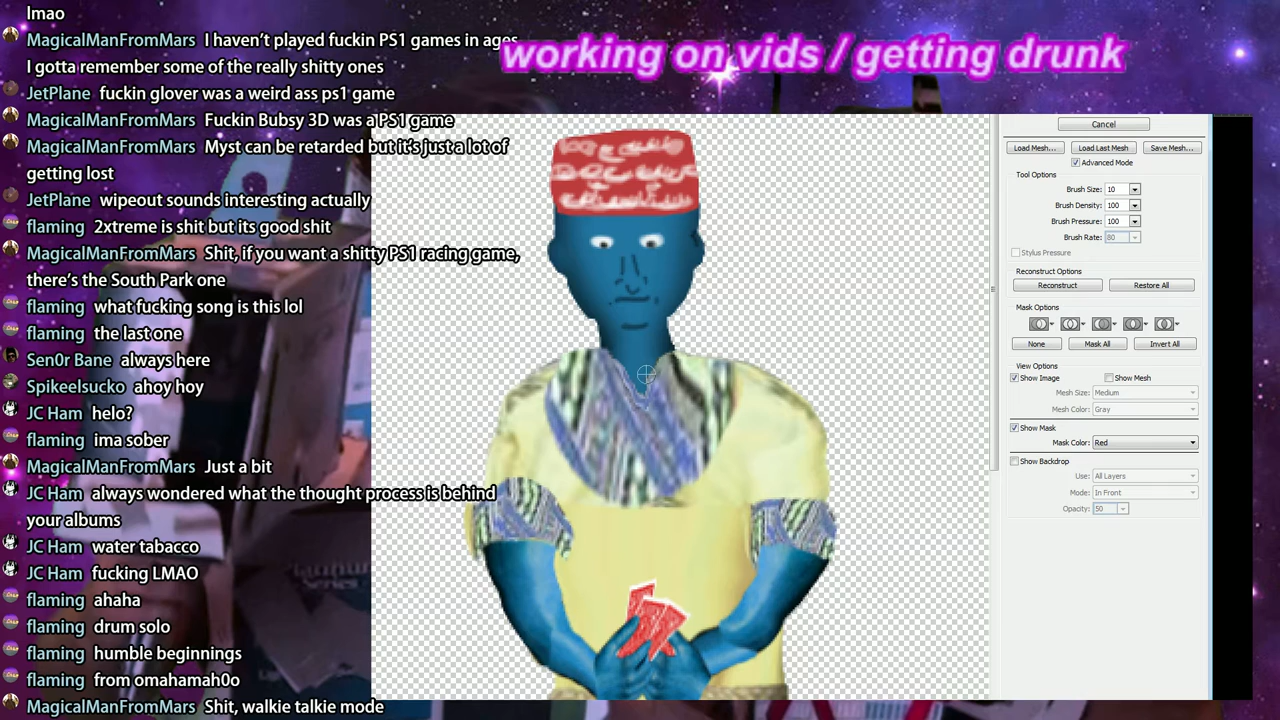 lmao
working on vids / getting drunk
MagicalManFromMars I haven't played fuckin PS1 games in ages
I gotta remember some of the really shitty ones
JetPlane fuckin glover was a weird ass ps1 game
MagicalManFromMars Fuckin Bubsy 3D was a PS1 game
MagicalManFromMars Myst can be retarded but it's just a lot of
getting lost
JetPlane wipeout sounds interesting actually
flaming 2xtreme is shit but its good shit
MagicalManFromMars Shit, if you want a shitty PS1 racing game,
there's the South Park one
flaming what fucking song is this lol
flaming the last one
Sen0r Bane always here
Spikeelsucko ahoy hoy
JC Ham helo?
flaming ima sober
MagicalManFromMars Just a bit
JC Ham always wondered what the thought process is behind
your albums
JC Ham water tabacco
JC Ham fucking LMAO
flaming ahaha
flaming drum solo
flaming humble beginnings
flaming from omahamah0o
MagicalManFromMars Shit, walkie talkie mode
Cancel
Load Mesh... Load Last Mesh Save Mesh...
Advanced Mode
Tool Options
Brush Size: 10
Brush Density: 100
Brush Pressure: 100
Brush Rate: 80
Stylus Pressure
Reconstruct Options
Reconstruct Restore All
Mask Options
None Mask All Invert All
View Options
Show Image Show Mesh
Mesh Size: Medium
Mesh Color: Gray
Show Mask
Mask Color: Red
Show Backdrop
Use: All Layers
Mode: In Front
Opacity: 50